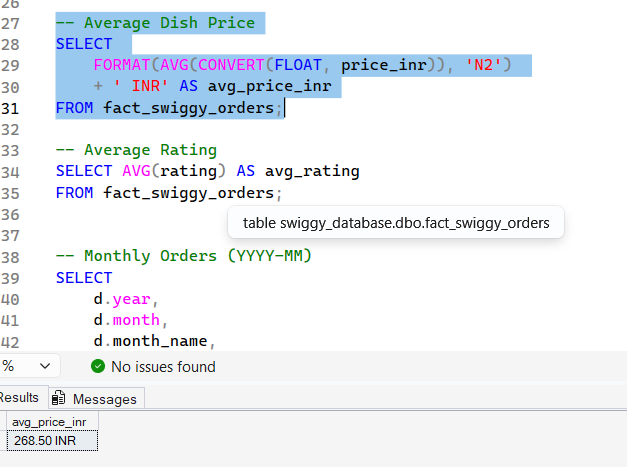 26
27 -- Average Dish Price
28 SELECT
29 FORMAT(AVG(CONVERT(FLOAT, price_inr)), 'N2')
30 + ' INR' AS avg_price_inr
31 FROM fact_swiggy_orders;
32
33 -- Average Rating
34 SELECT AVG(rating) AS avg_rating
35 FROM fact_swiggy_orders;
36
table swiggy_database.dbo.fact_swiggy_orders
37
38 -- Monthly Orders (YYYY-MM)
39 SELECT
40 d.year,
41 d.month,
42 d.month_name,
% No issues found
Results Messages
avg_price_inr
268.50 INR